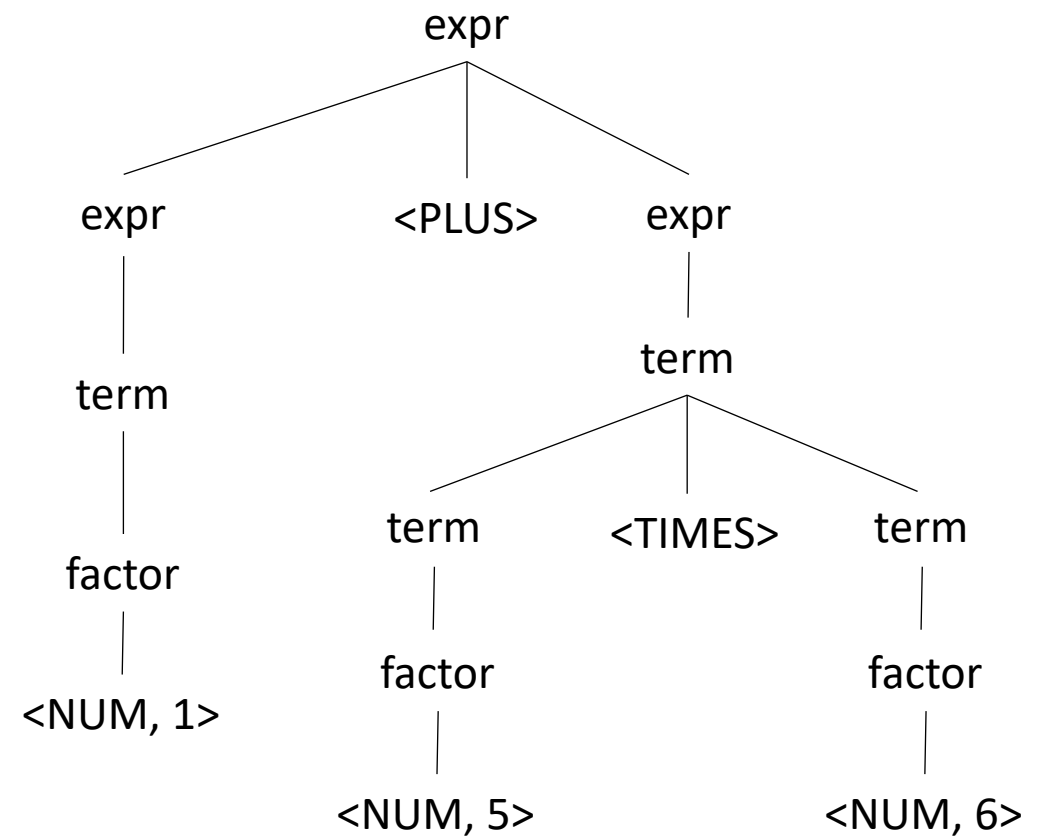 expr
expr <PLUS> expr
term
term
term <TIMES> term
factor
factor factor
<NUM, 1>
<NUM, 5> <NUM, 6>